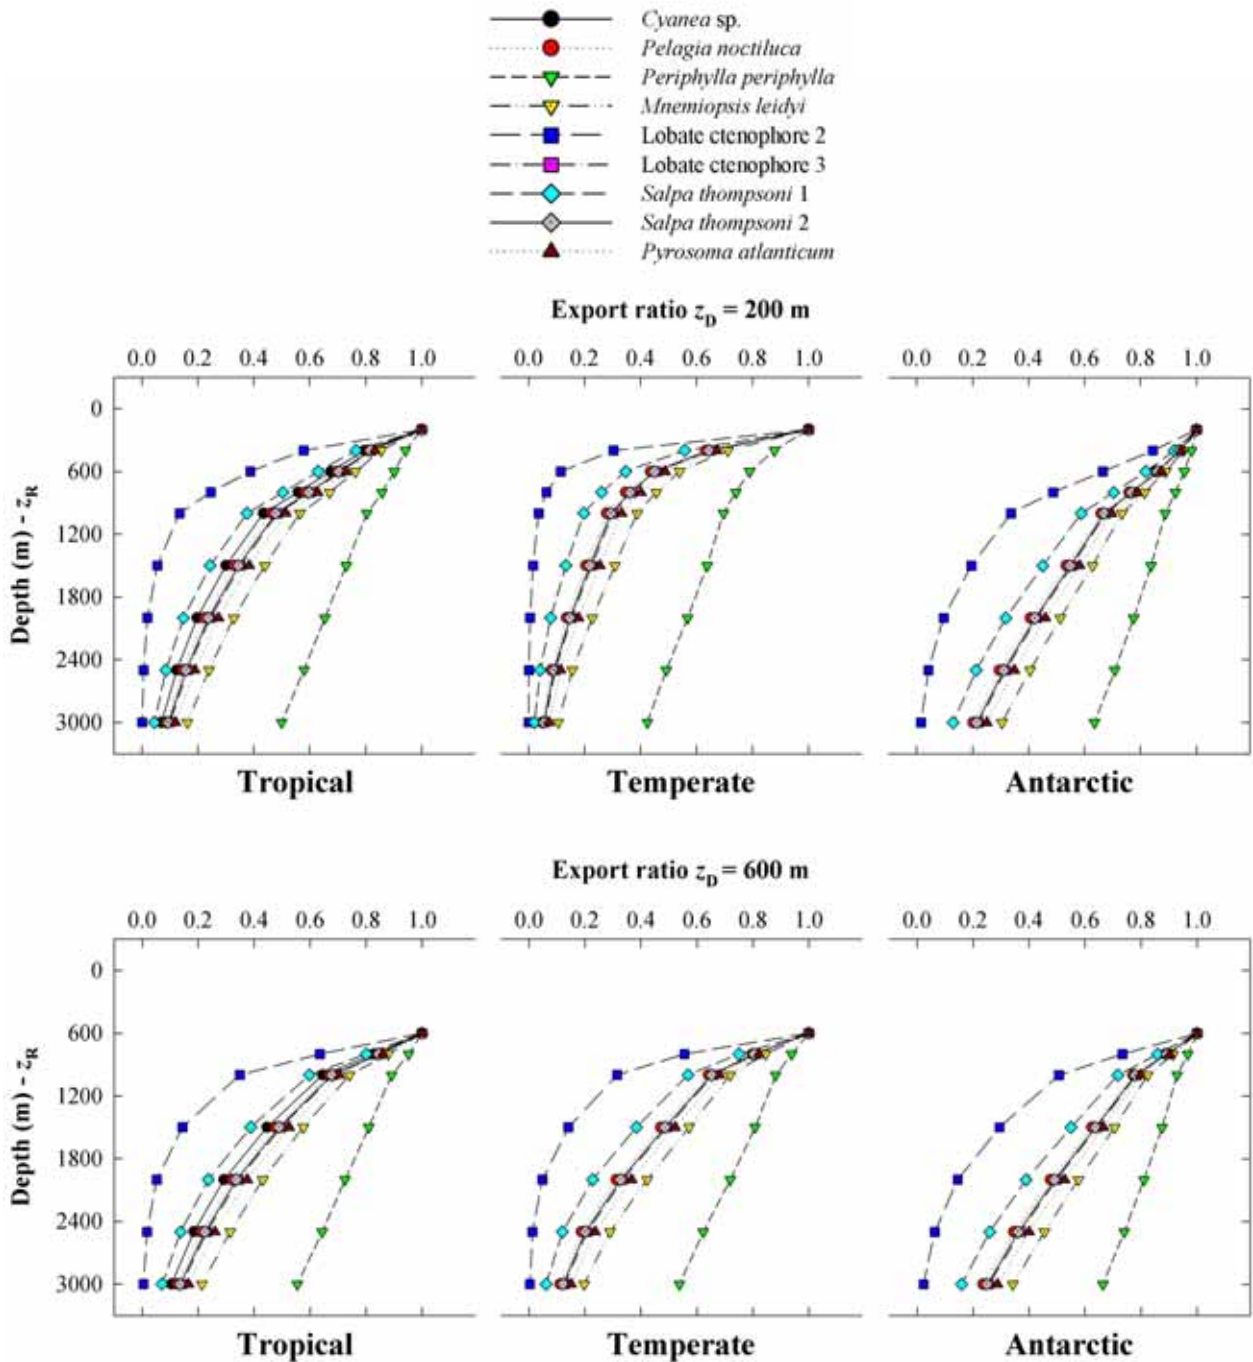 Cyanea sp.
Pelagia noctiluca
Periphylla periphylla
Mnemiopsis leidyi
Lobate ctenophore 2
Lobate ctenophore 3
Salpa thompsoni 1
Salpa thompsoni 2
Pyrosoma atlanticum
Export ratio z_D = 200 m
0.0 0.2 0.4 0.6 0.8 1.0 0.0 0.2 0.4 0.6 0.8 1.0 0.0 0.2 0.4 0.6 0.8 1.0
Depth (m) - z_R
0
600
1200
1800
2400
3000
Tropical Temperate Antarctic
Export ratio z_D = 600 m
0.0 0.2 0.4 0.6 0.8 1.0 0.0 0.2 0.4 0.6 0.8 1.0 0.0 0.2 0.4 0.6 0.8 1.0
Depth (m) - z_R
0
600
1200
1800
2400
3000
Tropical Temperate Antarctic